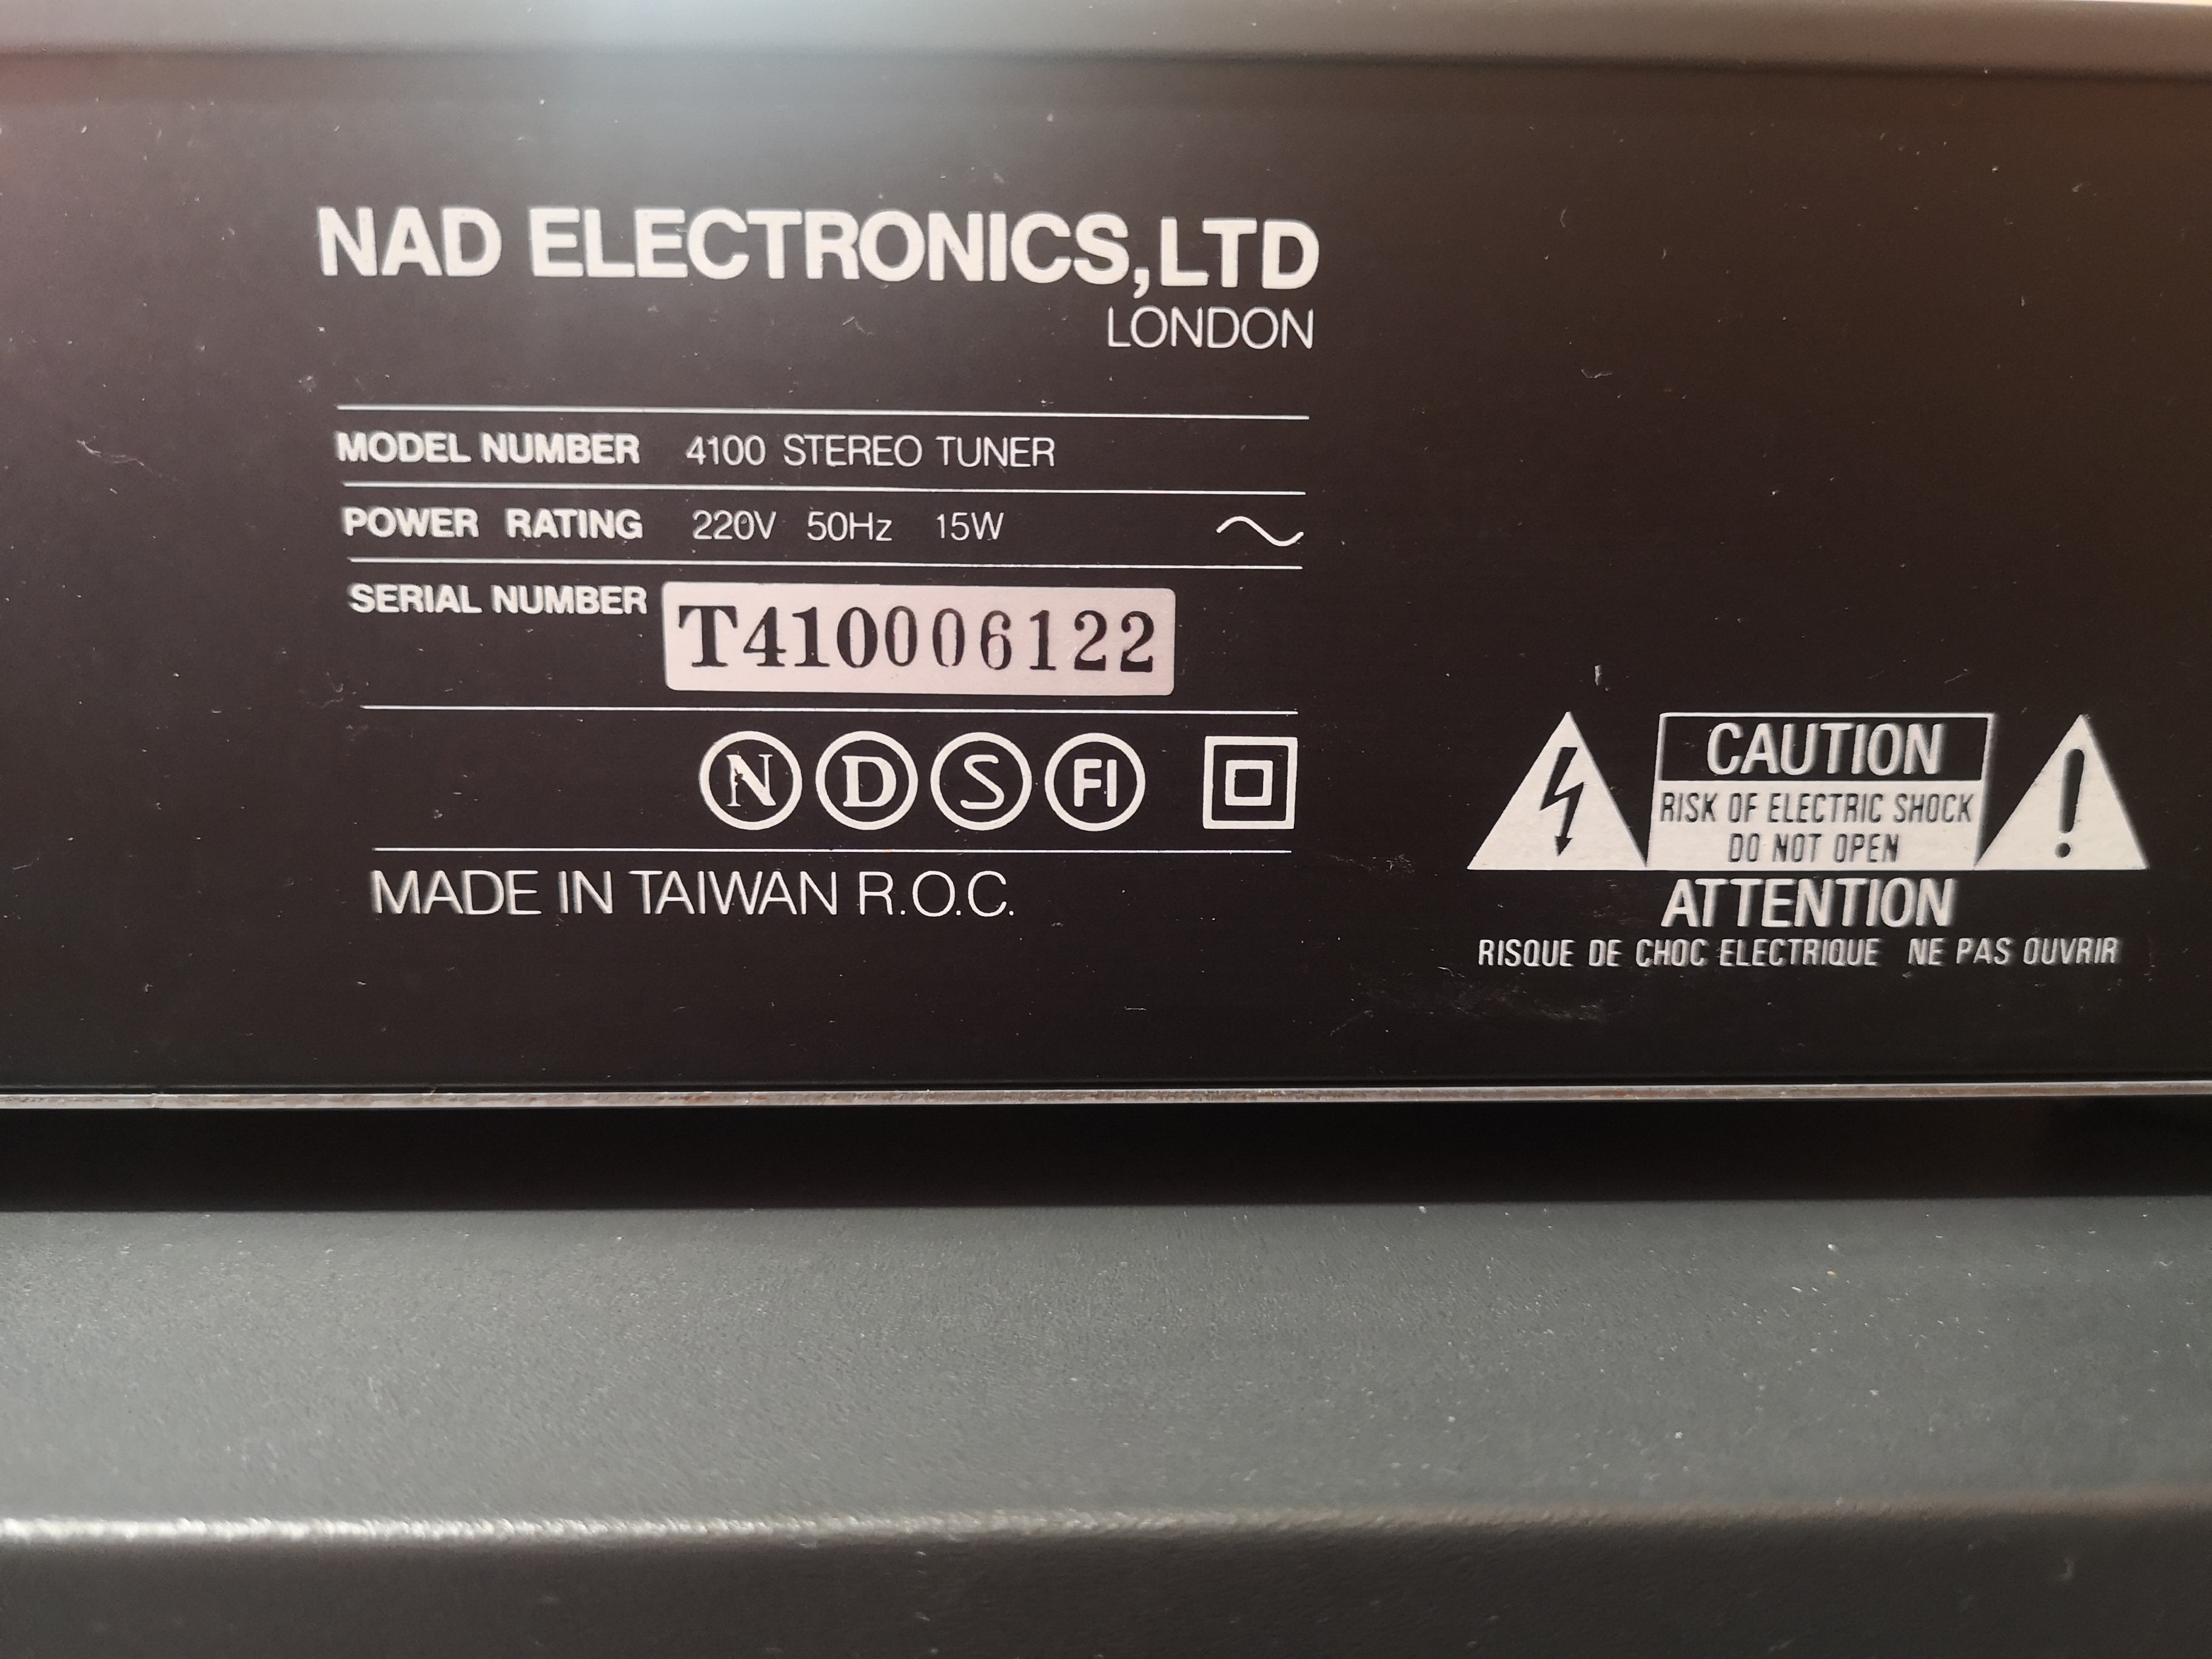 NAD ELECTRONICS,LTD
LONDON
MODEL NUMBER 4100 STEREO TUNER
POWER RATING 220V 50Hz 15W
SERIAL NUMBER T410006122
N D S FI
MADE IN TAIWAN R.O.C.
CAUTION
RISK OF ELECTRIC SHOCK
DO NOT OPEN
ATTENTION
RISQUE DE CHOC ELECTRIQUE NE PAS OUVRIR